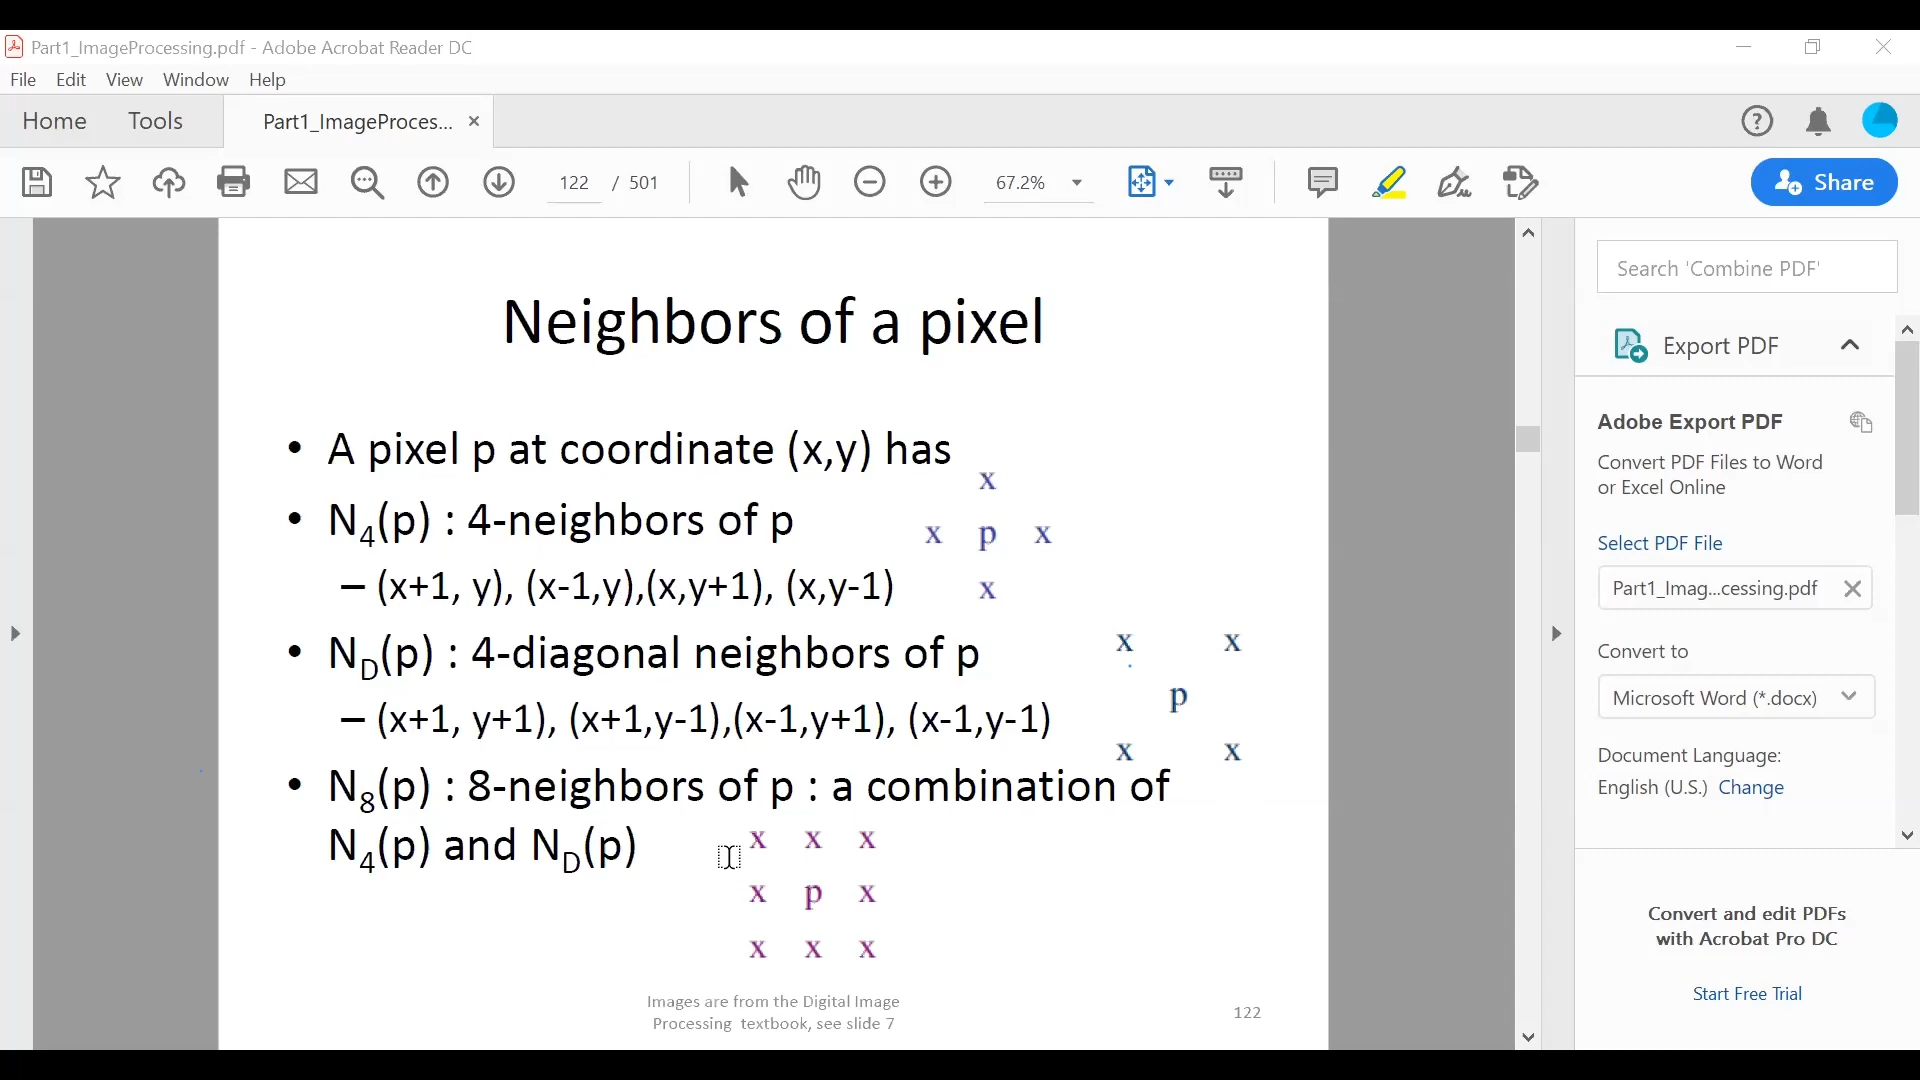 Part1_ImageProcessing.pdf - Adobe Acrobat Reader DC
File Edit View Window Help
Home Tools Part1_ImageProces... ×
122 / 501 67.2% Share
Search 'Combine PDF'
Export PDF
Adobe Export PDF
Convert PDF Files to Word
or Excel Online
Select PDF File
Part1_Imag...cessing.pdf
Convert to
Microsoft Word (*.docx)
Document Language:
English (U.S.) Change
Convert and edit PDFs
with Acrobat Pro DC
Start Free Trial
Neighbors of a pixel
• A pixel p at coordinate (x,y) has
• N4(p) : 4-neighbors of p
– (x+1, y), (x-1,y),(x,y+1), (x,y-1)
x
x p x
x
• ND(p) : 4-diagonal neighbors of p
– (x+1, y+1), (x+1,y-1),(x-1,y+1), (x-1,y-1)
x x
p
x x
• N8(p) : 8-neighbors of p : a combination of
N4(p) and ND(p)
x x x
x p x
x x x
Images are from the Digital Image
Processing textbook, see slide 7
122